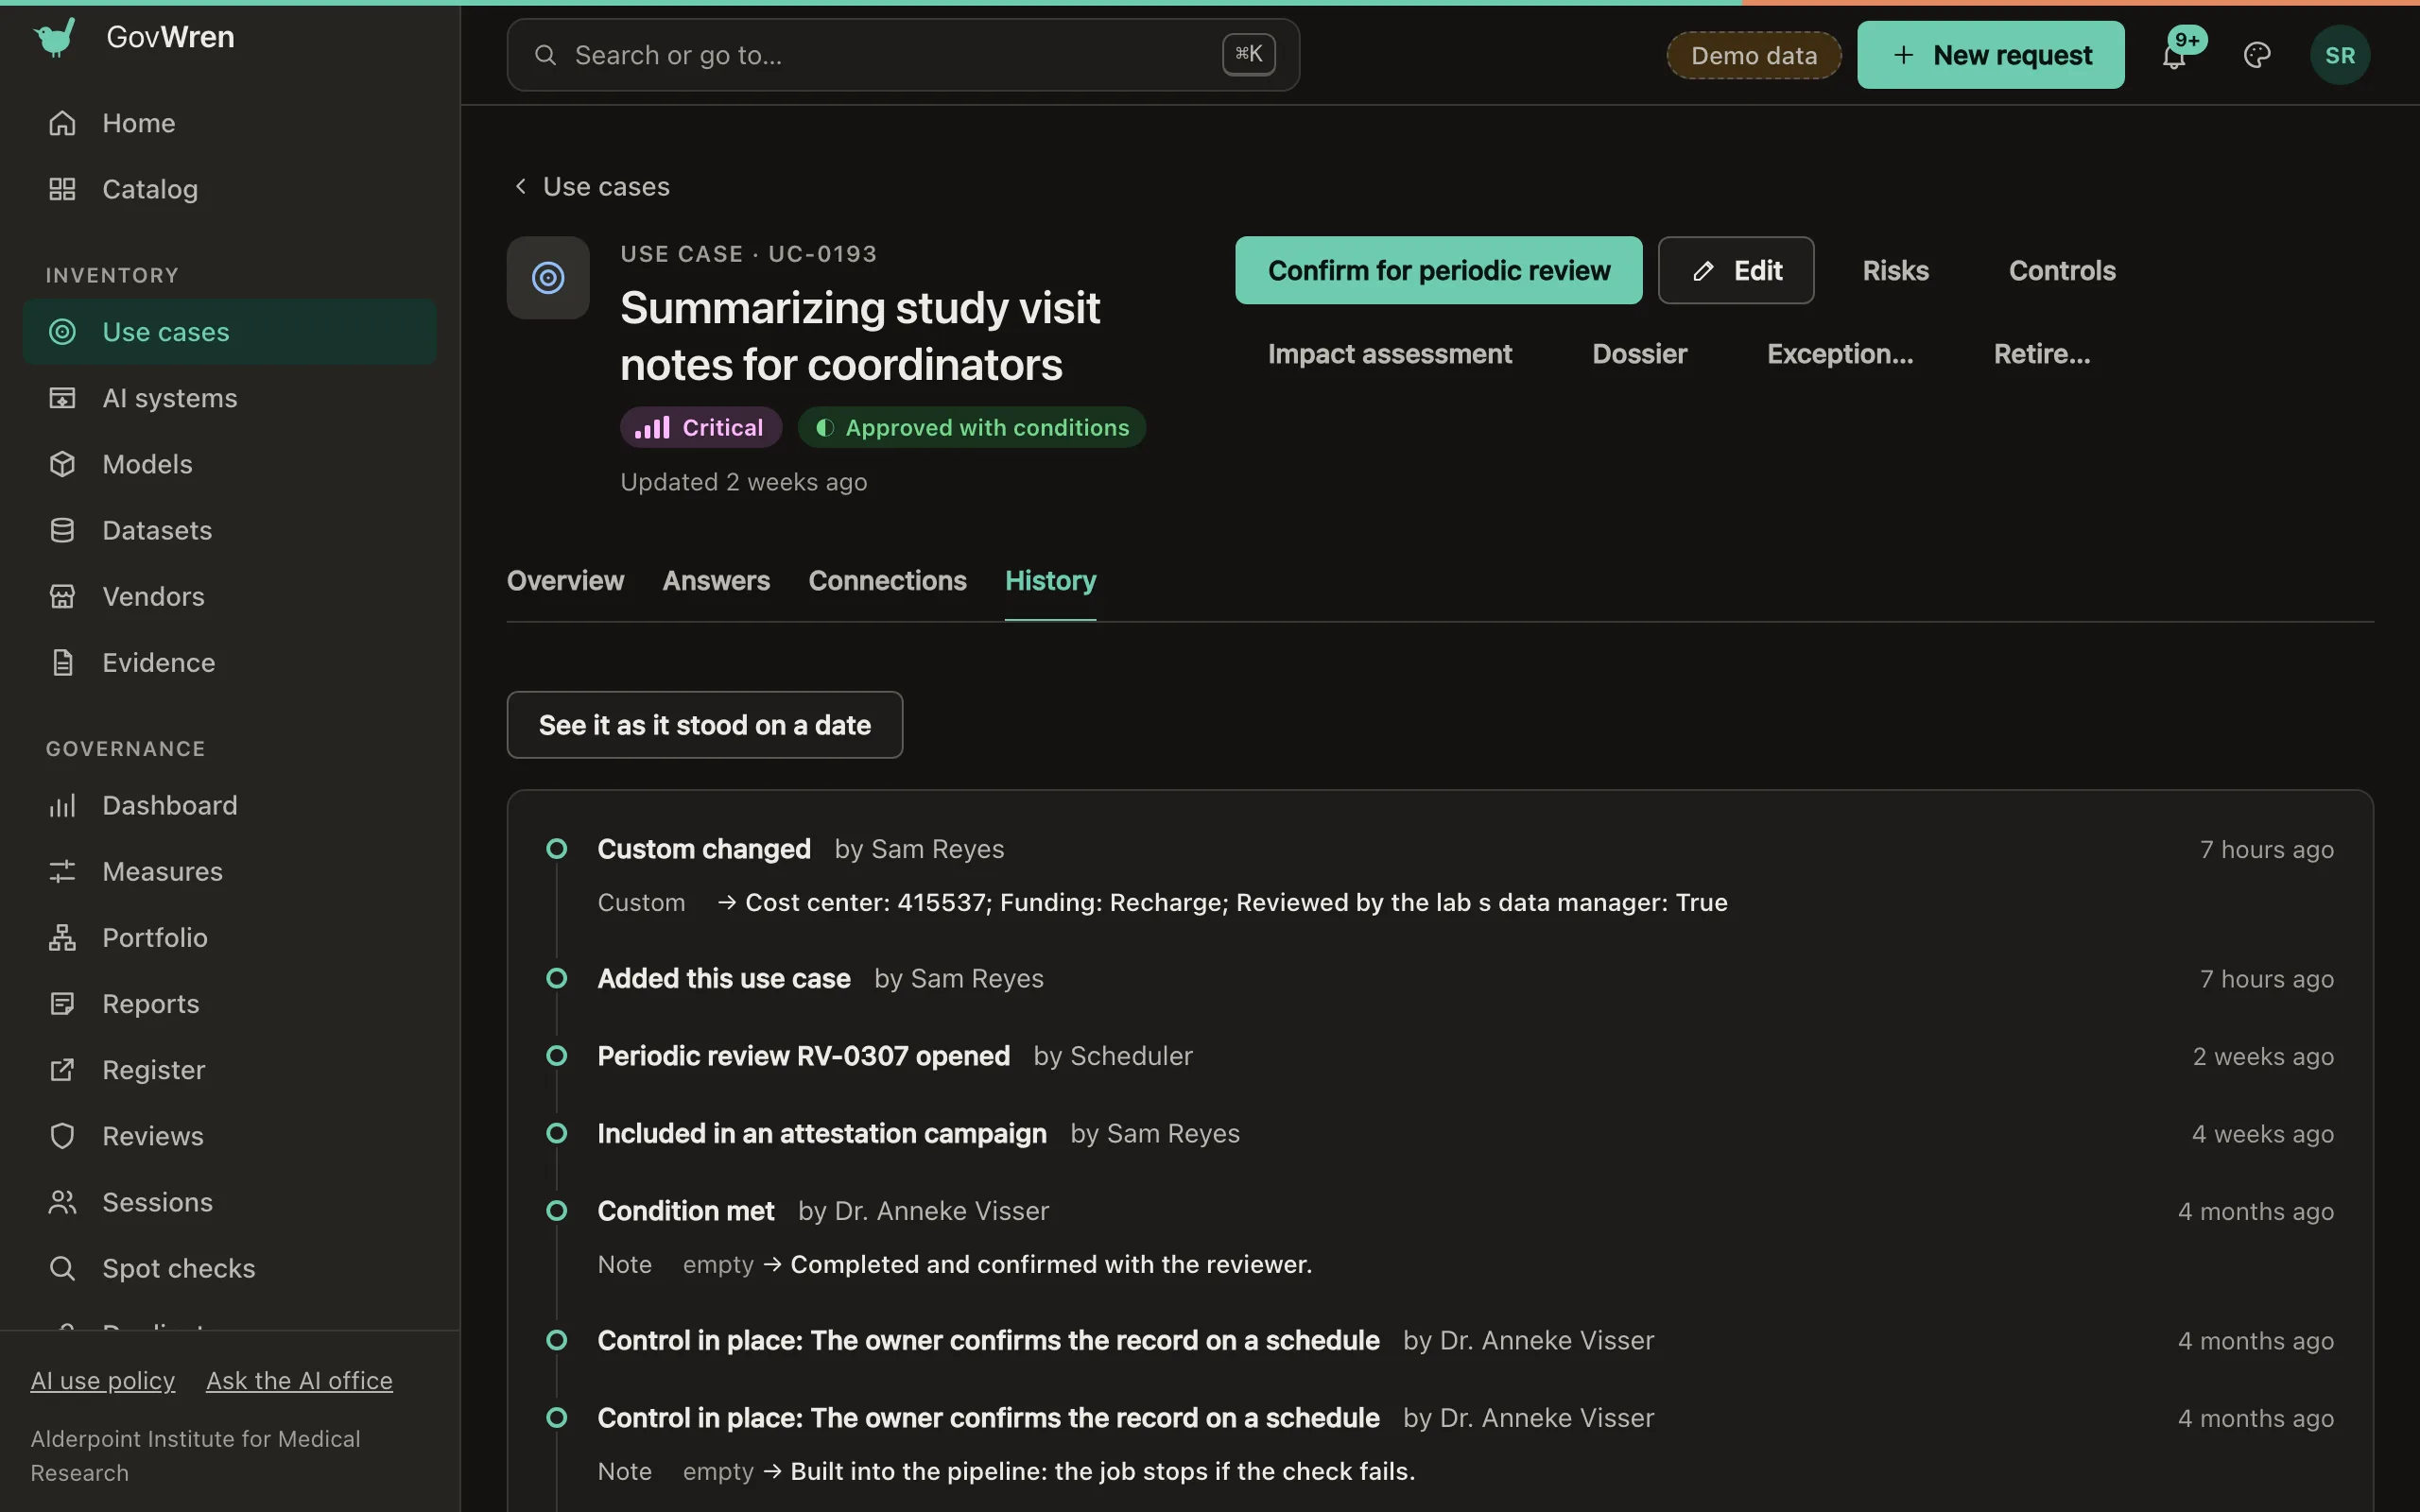 GovWren
Search or go to...
⌘K
Demo data
+ New request
9+
SR
Home
Catalog
INVENTORY
Use cases
AI systems
Models
Datasets
Vendors
Evidence
GOVERNANCE
Dashboard
Measures
Portfolio
Reports
Register
Reviews
Sessions
Spot checks
AI use policy
Ask the AI office
Alderpoint Institute for Medical
Research
Use cases
USE CASE · UC-0193
Summarizing study visit
notes for coordinators
Critical
Approved with conditions
Updated 2 weeks ago
Confirm for periodic review
Edit
Risks
Controls
Impact assessment
Dossier
Exception...
Retire...
Overview
Answers
Connections
History
See it as it stood on a date
Custom changed by Sam Reyes 7 hours ago
Custom → Cost center: 415537; Funding: Recharge; Reviewed by the lab s data manager: True
Added this use case by Sam Reyes 7 hours ago
Periodic review RV-0307 opened by Scheduler 2 weeks ago
Included in an attestation campaign by Sam Reyes 4 weeks ago
Condition met by Dr. Anneke Visser 4 months ago
Note empty → Completed and confirmed with the reviewer.
Control in place: The owner confirms the record on a schedule by Dr. Anneke Visser 4 months ago
Control in place: The owner confirms the record on a schedule by Dr. Anneke Visser 4 months ago
Note empty → Built into the pipeline: the job stops if the check fails.